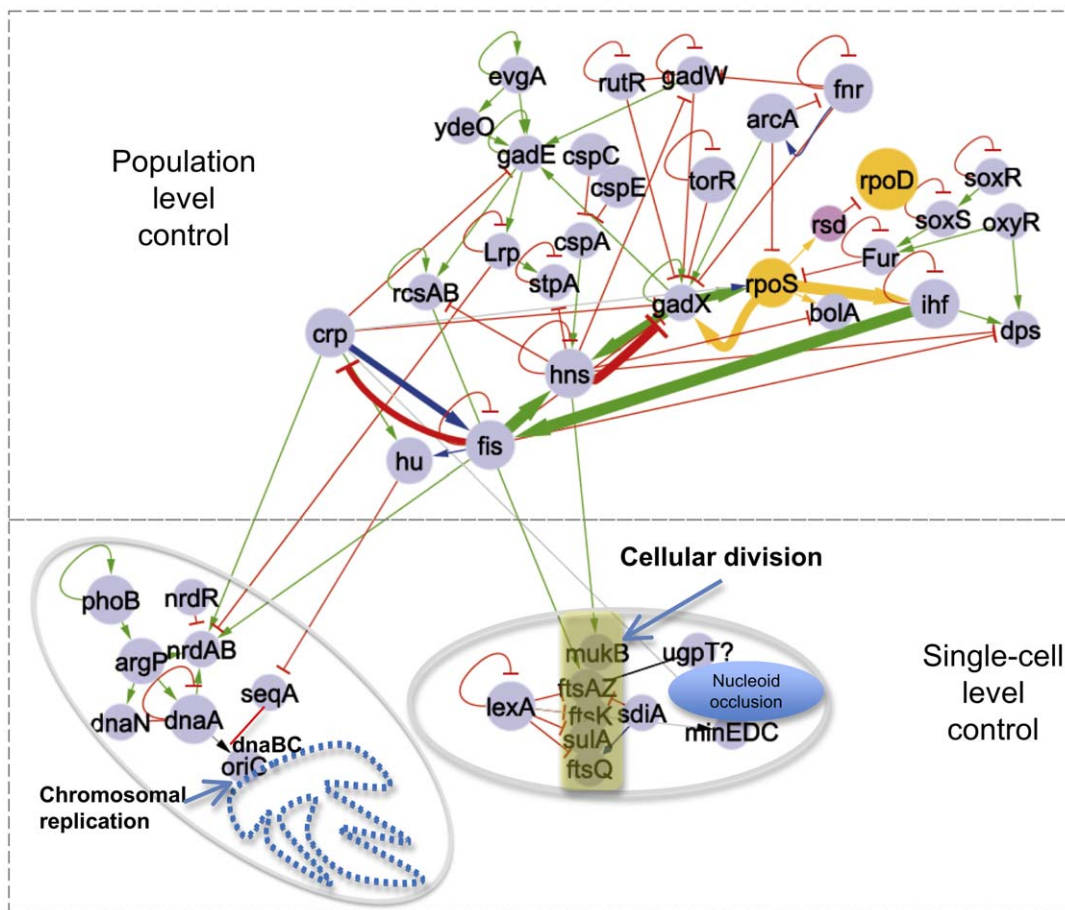 Population
level
control
evgA
rutR
gadW
fnr
ydeO
gadE
cspC
arcA
cspE
torR
rpoD
soxR
rsd
soxS
oxyR
Lrp
cspA
Fur
stpA
rcsAB
gadX
rpoS
bolA
ihf
dps
crp
hns
fis
hu
Single-cell
level
control
phoB
nrdR
argP
nrdAB
seqA
dnaN
dnaA
dnaBC
oriC
Chromosomal
replication
Cellular division
mukB
ugpT?
ftsAZ
Nucleoid
occlusion
lexA
ftsK
sdiA
sulA
minEDC
ftsQ